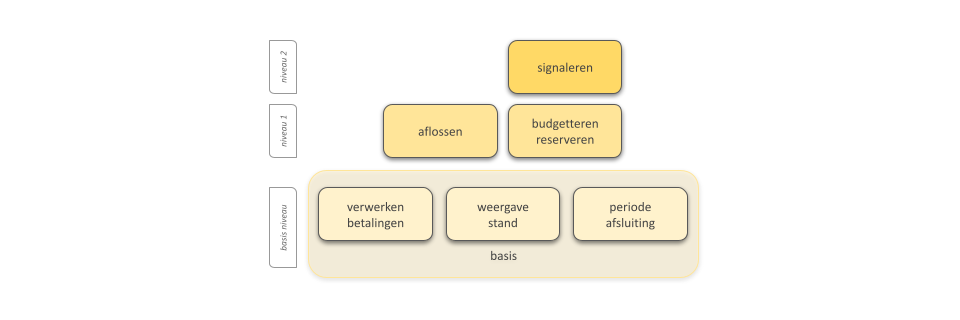 niveau 2
signaleren
niveau 1
aflossen
budgetteren
reserveren
basis niveau
verwerken
betalingen
weergave
stand
periode
afsluiting
basis